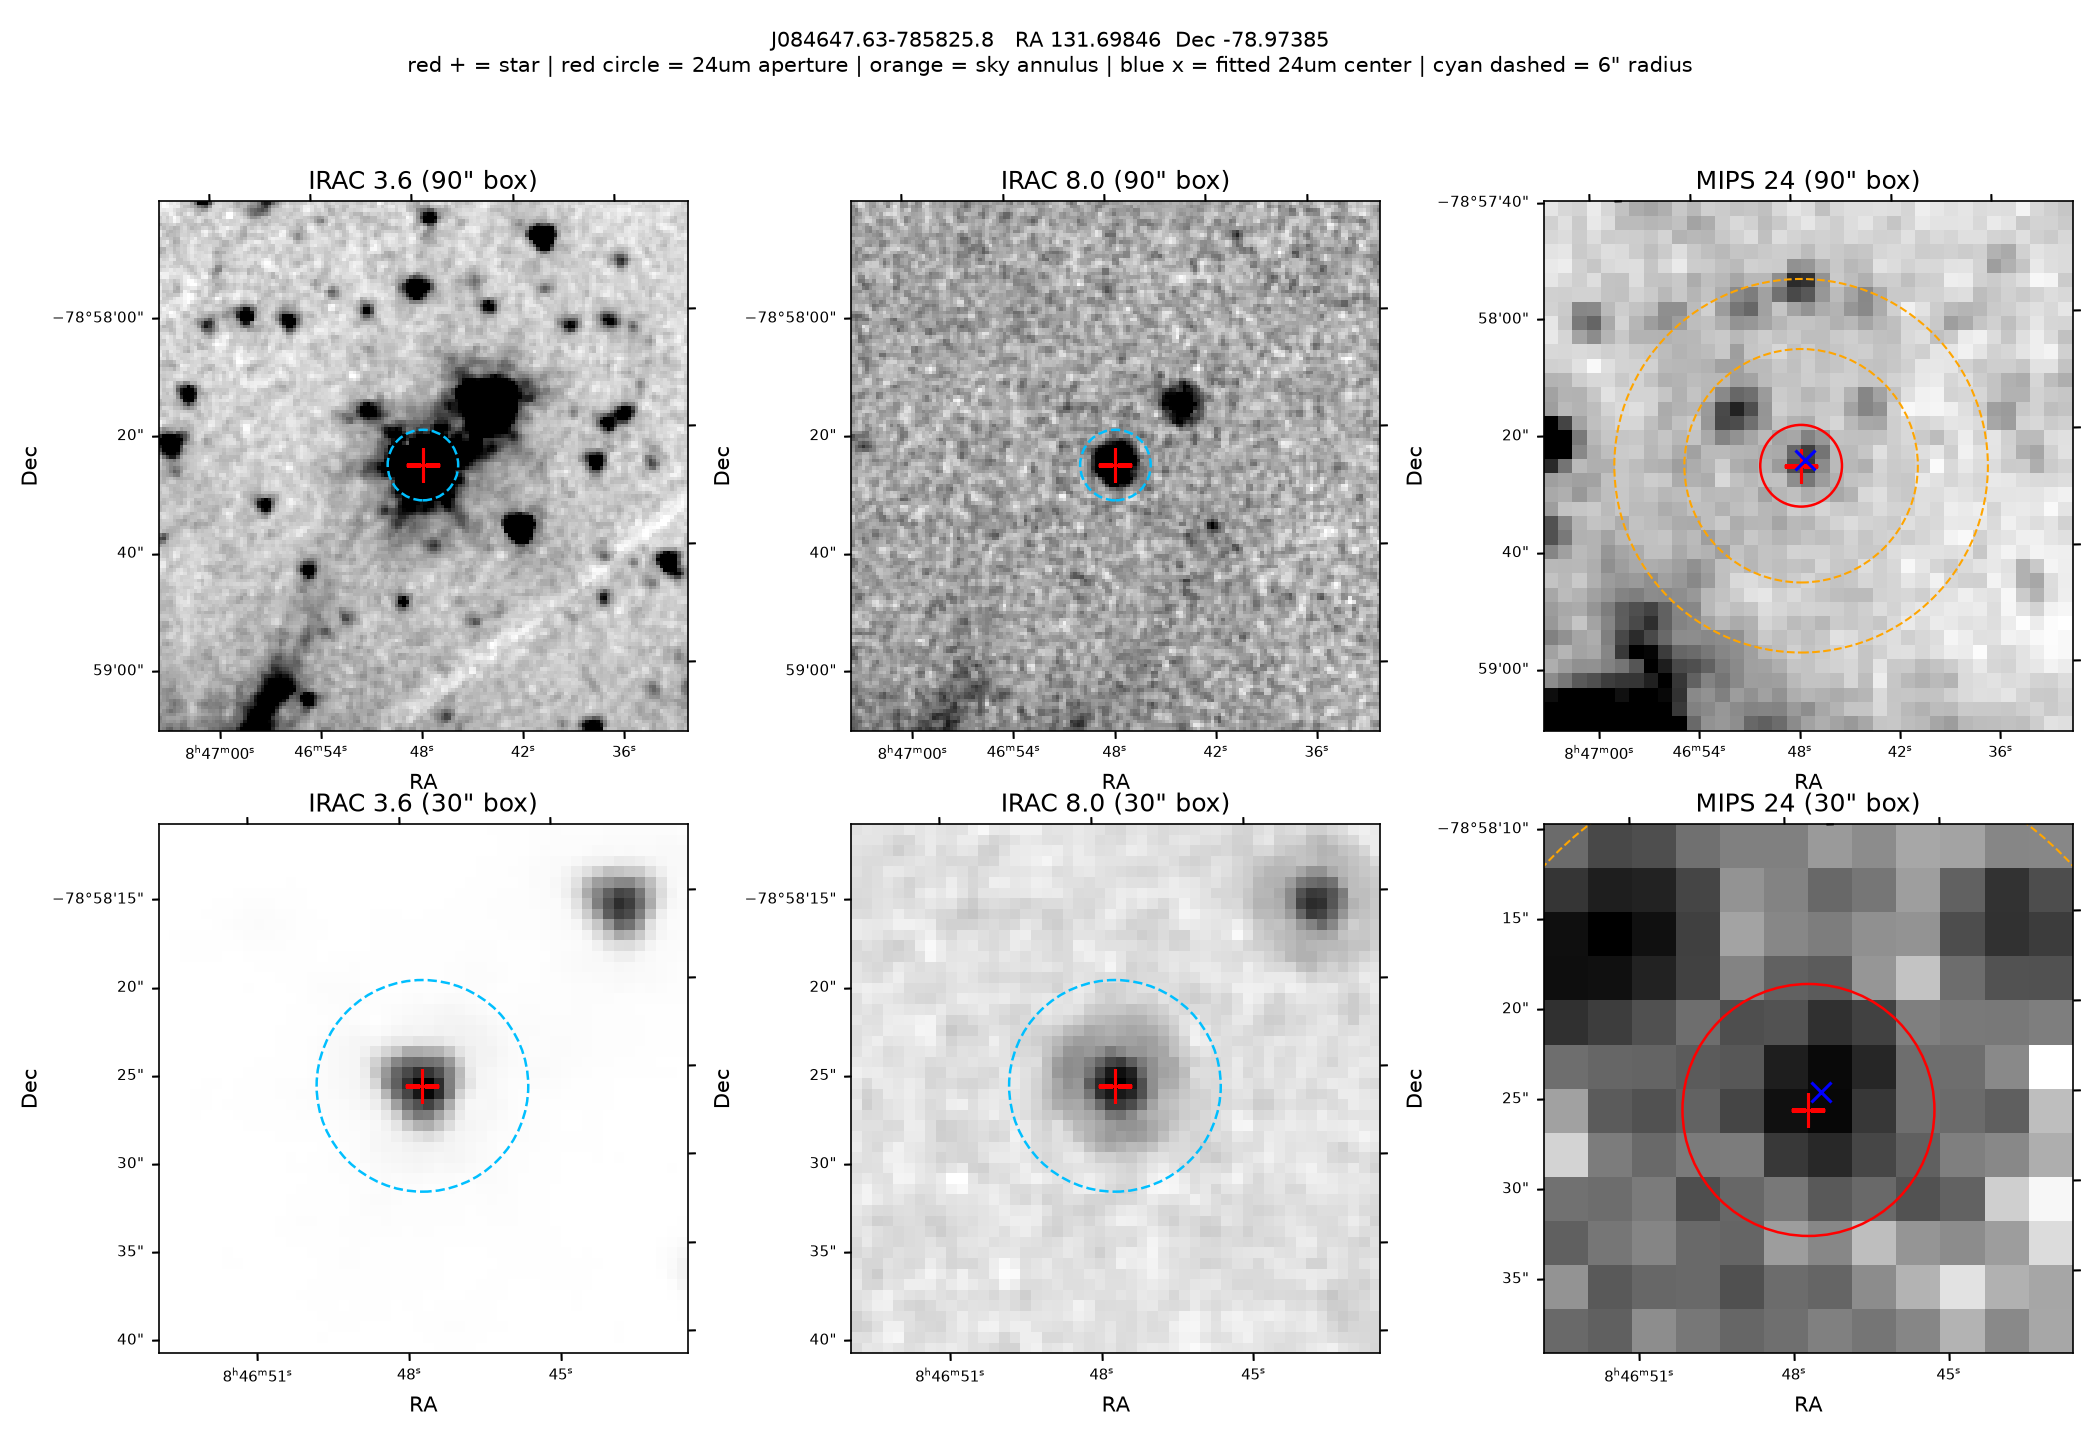 J084647.63-785825.8   RA 131.69846  Dec -78.97385
red + = star | red circle = 24um aperture | orange = sky annulus | blue x = fitted 24um center | cyan dashed = 6" radius
IRAC 3.6 (90" box)
IRAC 8.0 (90" box)
MIPS 24 (90" box)
Dec
−78°58'00"
20"
40"
59'00"
8ʰ47ᵐ00ˢ
46ᵐ54ˢ
48ˢ
42ˢ
36ˢ
RA
Dec
−78°58'00"
20"
40"
59'00"
8ʰ47ᵐ00ˢ
46ᵐ54ˢ
48ˢ
42ˢ
36ˢ
RA
Dec
−78°57'40"
58'00"
20"
40"
59'00"
8ʰ47ᵐ00ˢ
46ᵐ54ˢ
48ˢ
42ˢ
36ˢ
RA
IRAC 3.6 (30" box)
IRAC 8.0 (30" box)
MIPS 24 (30" box)
Dec
−78°58'15"
20"
25"
30"
35"
40"
8ʰ46ᵐ51ˢ
48ˢ
45ˢ
RA
Dec
−78°58'15"
20"
25"
30"
35"
40"
8ʰ46ᵐ51ˢ
48ˢ
45ˢ
RA
Dec
−78°58'10"
15"
20"
25"
30"
35"
8ʰ46ᵐ51ˢ
48ˢ
45ˢ
RA